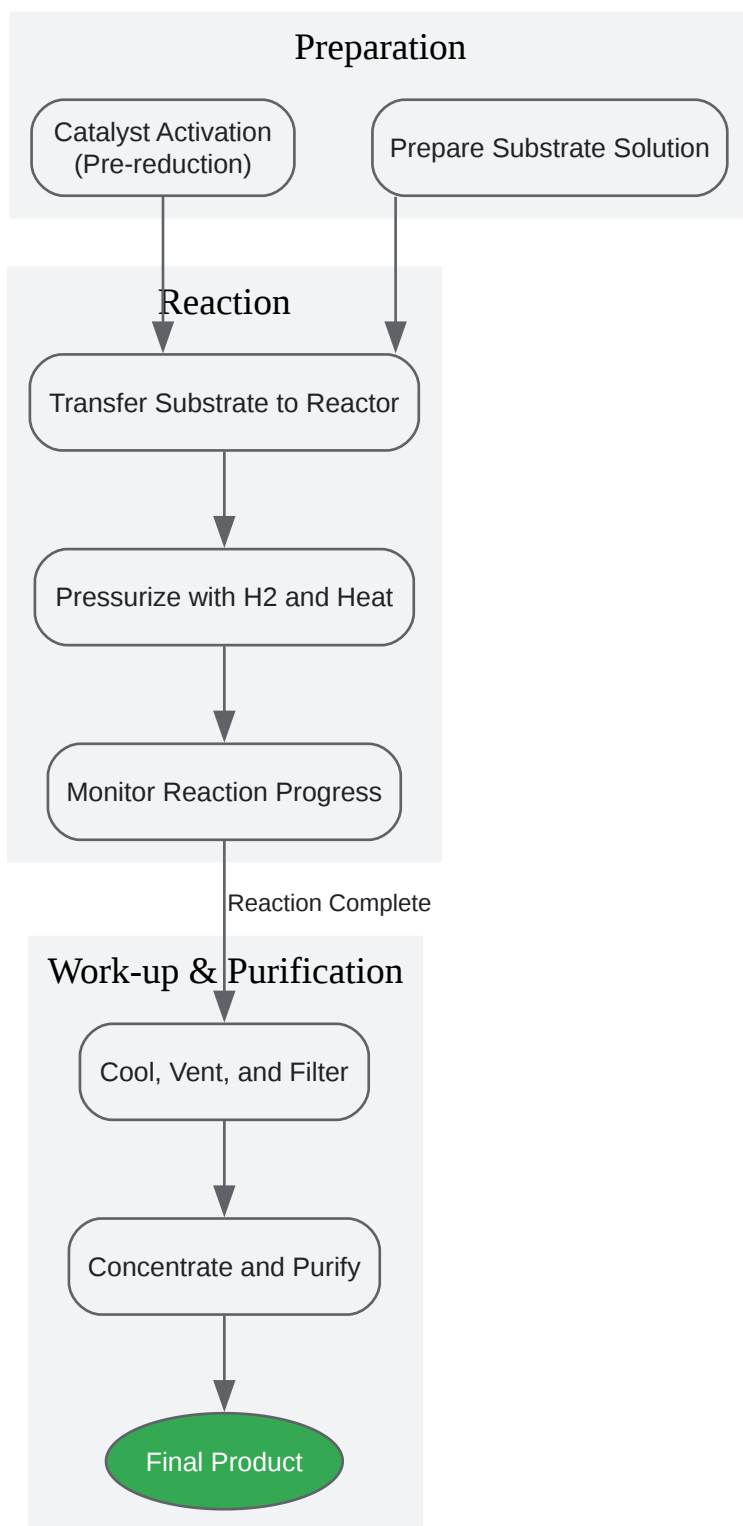 Preparation
Catalyst Activation
(Pre-reduction)
Prepare Substrate Solution
Reaction
Transfer Substrate to Reactor
Pressurize with H2 and Heat
Monitor Reaction Progress
Reaction Complete
Work-up & Purification
Cool, Vent, and Filter
Concentrate and Purify
Final Product